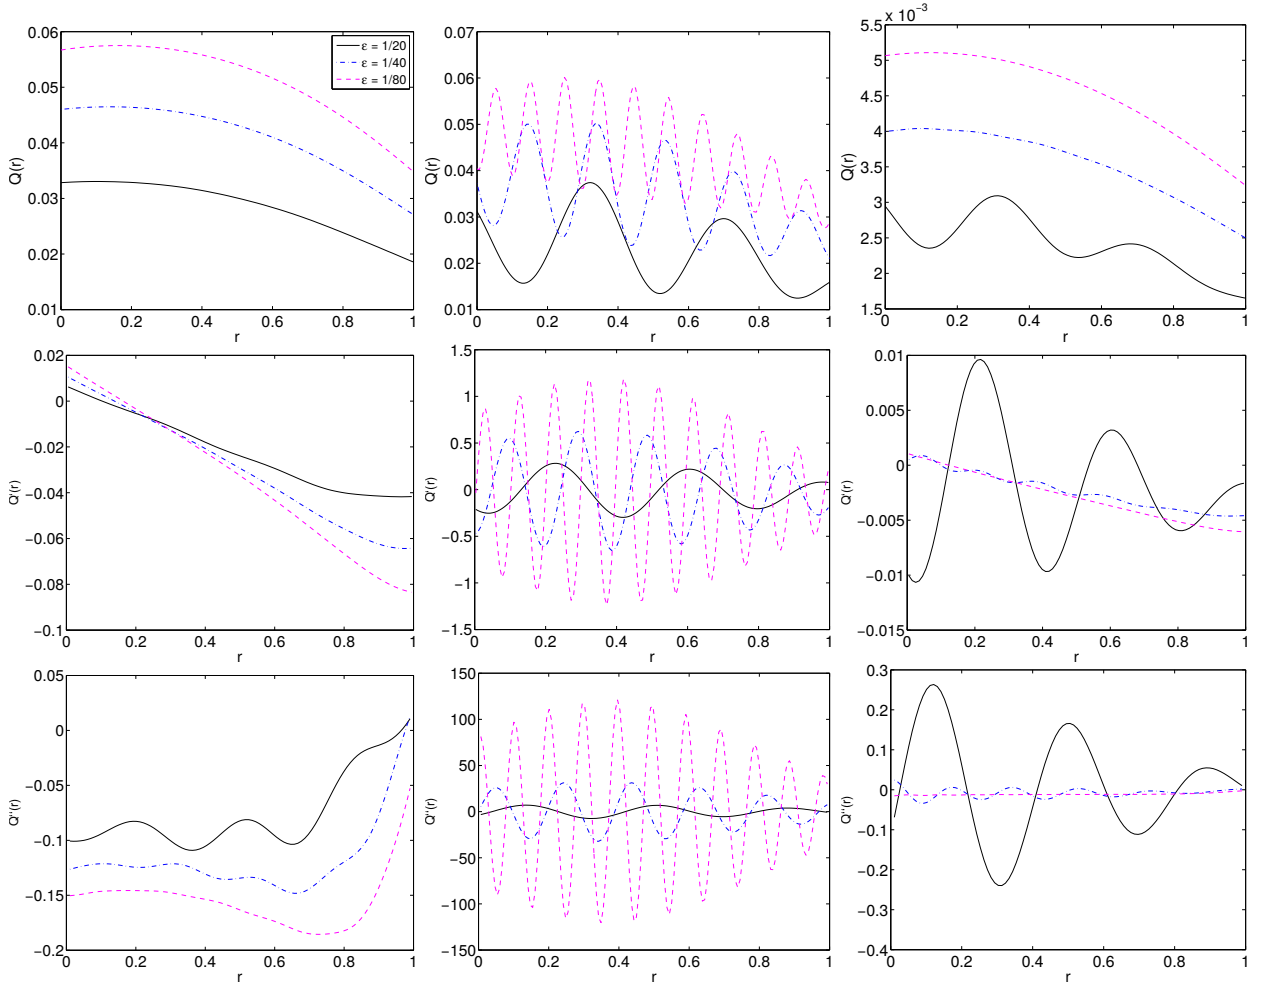 0.06
0.05
0.04
0.03
0.02
0.01
Q(r)
0 0.2 0.4 0.6 0.8 1
r
ε = 1/20
ε = 1/40
ε = 1/80
0.07
0.06
0.05
0.04
0.03
0.02
0.01
Q(r)
0 0.2 0.4 0.6 0.8 1
r
x 10⁻³
5.5
5
4.5
4
3.5
3
2.5
2
1.5
Q(r)
0 0.2 0.4 0.6 0.8 1
r
0.02
0
−0.02
−0.04
−0.06
−0.08
−0.1
Q'(r)
0 0.2 0.4 0.6 0.8 1
r
1.5
1
0.5
0
−0.5
−1
−1.5
Q'(r)
0 0.2 0.4 0.6 0.8 1
r
0.01
0.005
0
−0.005
−0.01
−0.015
Q'(r)
0 0.2 0.4 0.6 0.8 1
r
0.05
0
−0.05
−0.1
−0.15
−0.2
Q''(r)
0 0.2 0.4 0.6 0.8 1
r
150
100
50
0
−50
−100
−150
Q''(r)
0 0.2 0.4 0.6 0.8 1
r
0.3
0.2
0.1
0
−0.1
−0.2
−0.3
−0.4
Q''(r)
0 0.2 0.4 0.6 0.8 1
r